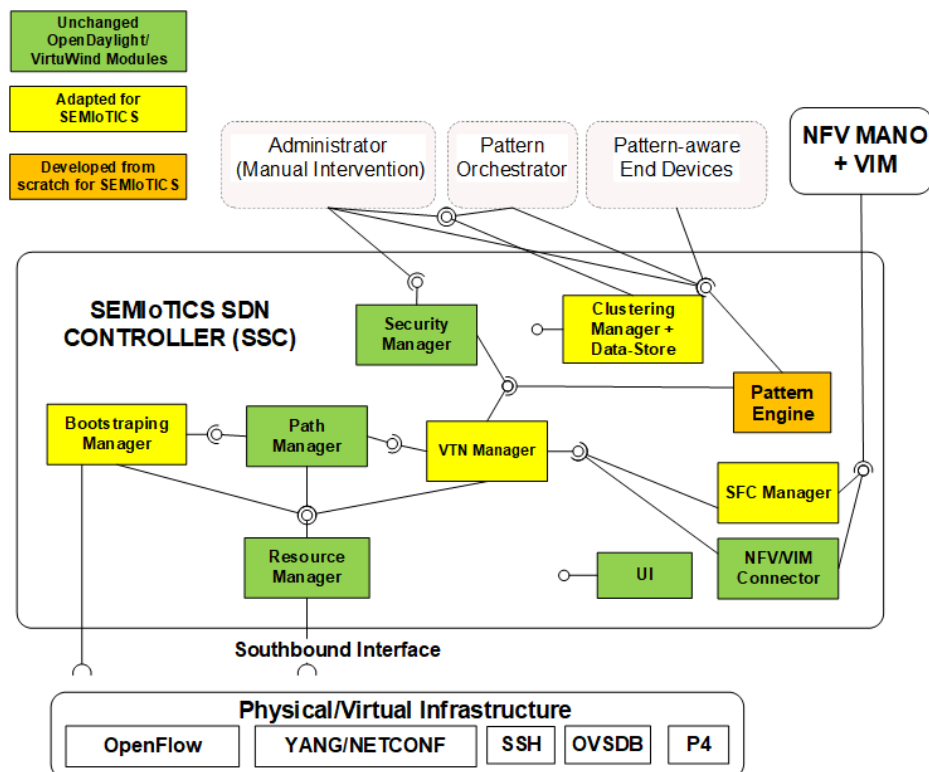 Unchanged
OpenDaylight/
VirtuWind Modules
Adapted for
SEMIoTICS
Developed from
scratch for SEMIoTICS
Administrator
(Manual Intervention)
Pattern
Orchestrator
Pattern-aware
End Devices
NFV MANO
+ VIM
SEMIoTICS SDN
CONTROLLER (SSC)
Security
Manager
Clustering
Manager +
Data-Store
Pattern
Engine
Bootstraping
Manager
Path
Manager
VTN Manager
SFC Manager
Resource
Manager
UI
NFV/VIM
Connector
Southbound Interface
Physical/Virtual Infrastructure
OpenFlow
YANG/NETCONF
SSH
OVSDB
P4